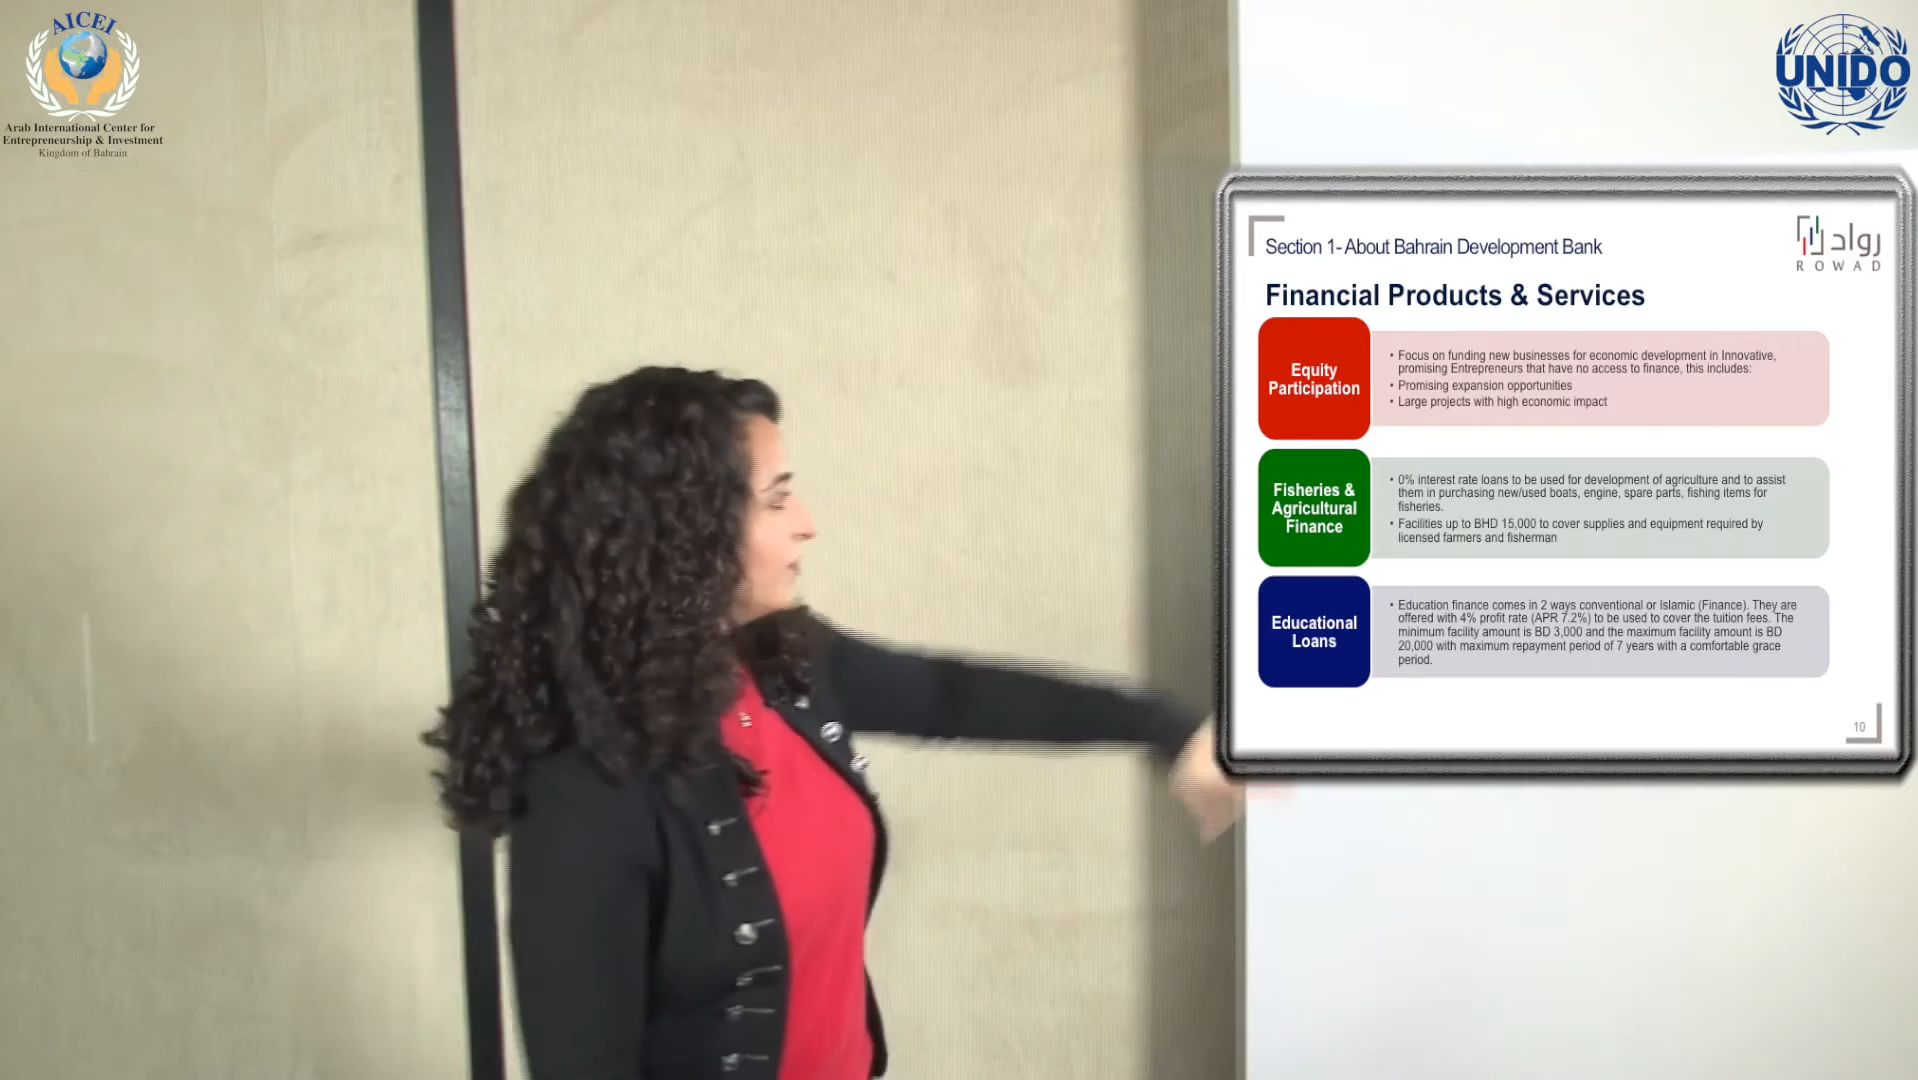 AICEI
Arab International Center for
Entrepreneurship & Investment
Kingdom of Bahrain
UNIDO
Section 1- About Bahrain Development Bank
رواد
ROWAD
Financial Products & Services
Equity
Participation
• Focus on funding new businesses for economic development in Innovative,
promising Entrepreneurs that have no access to finance, this includes:
• Promising expansion opportunities
• Large projects with high economic impact
Fisheries &
Agricultural
Finance
• 0% interest rate loans to be used for development of agriculture and to assist
them in purchasing new/used boats, engine, spare parts, fishing items for
fisheries.
• Facilities up to BHD 15,000 to cover supplies and equipment required by
licensed farmers and fisherman
Educational
Loans
• Education finance comes in 2 ways conventional or Islamic (Finance). They are
offered with 4% profit rate (APR 7.2%) to be used to cover the tuition fees. The
minimum facility amount is BD 3,000 and the maximum facility amount is BD
20,000 with maximum repayment period of 7 years with a comfortable grace
period.
10